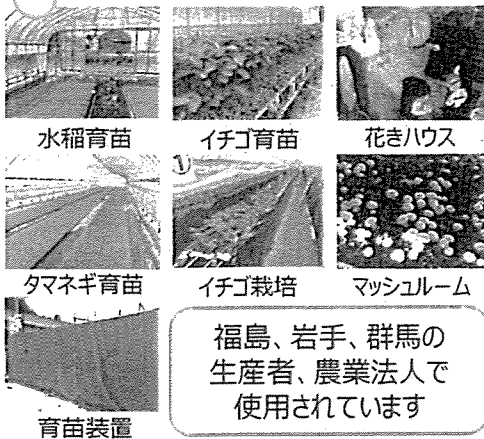 水稲育苗
イチゴ育苗
花きハウス
タマネギ育苗
イチゴ栽培
マッシュルーム
育苗装置
福島、岩手、群馬の
生産者、農業法人で
使用されています